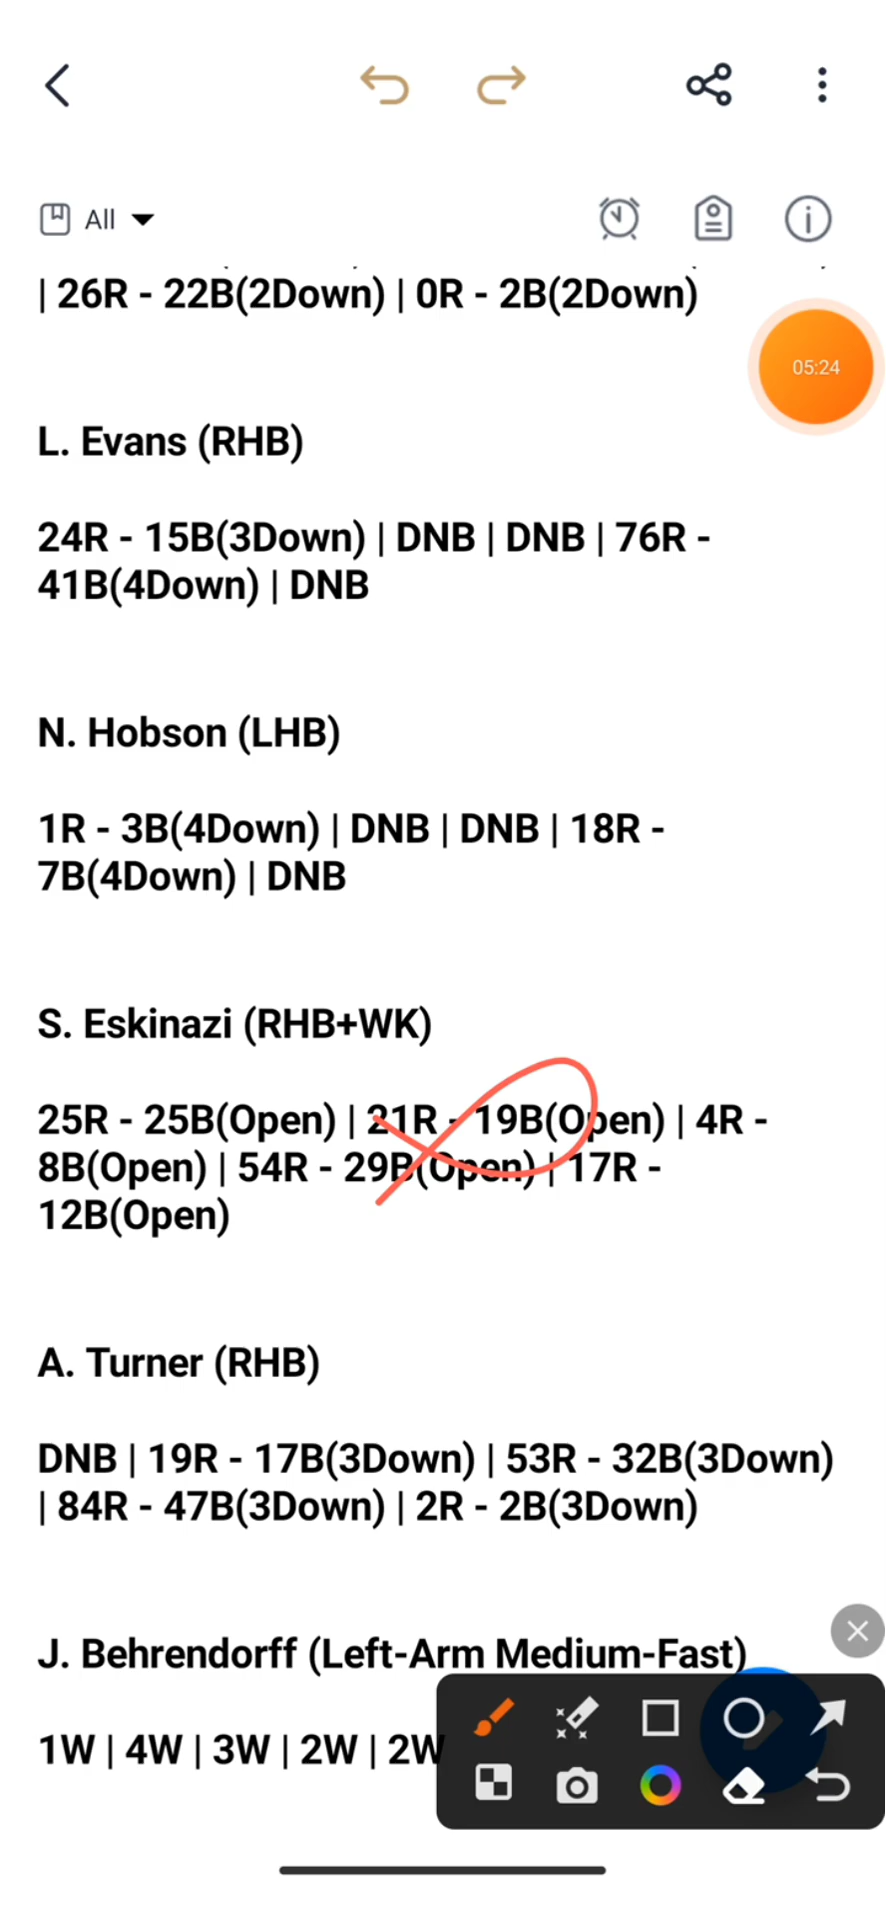 All
| 26R - 22B(2Down) | 0R - 2B(2Down)
05:24
L. Evans (RHB)
24R - 15B(3Down) | DNB | DNB | 76R -
41B(4Down) | DNB
N. Hobson (LHB)
1R - 3B(4Down) | DNB | DNB | 18R -
7B(4Down) | DNB
S. Eskinazi (RHB+WK)
25R - 25B(Open) | 21R - 19B(Open) | 4R -
8B(Open) | 54R - 29B(Open) | 17R -
12B(Open)
A. Turner (RHB)
DNB | 19R - 17B(3Down) | 53R - 32B(3Down)
| 84R - 47B(3Down) | 2R - 2B(3Down)
J. Behrendorff (Left-Arm Medium-Fast)
1W | 4W | 3W | 2W | 2W